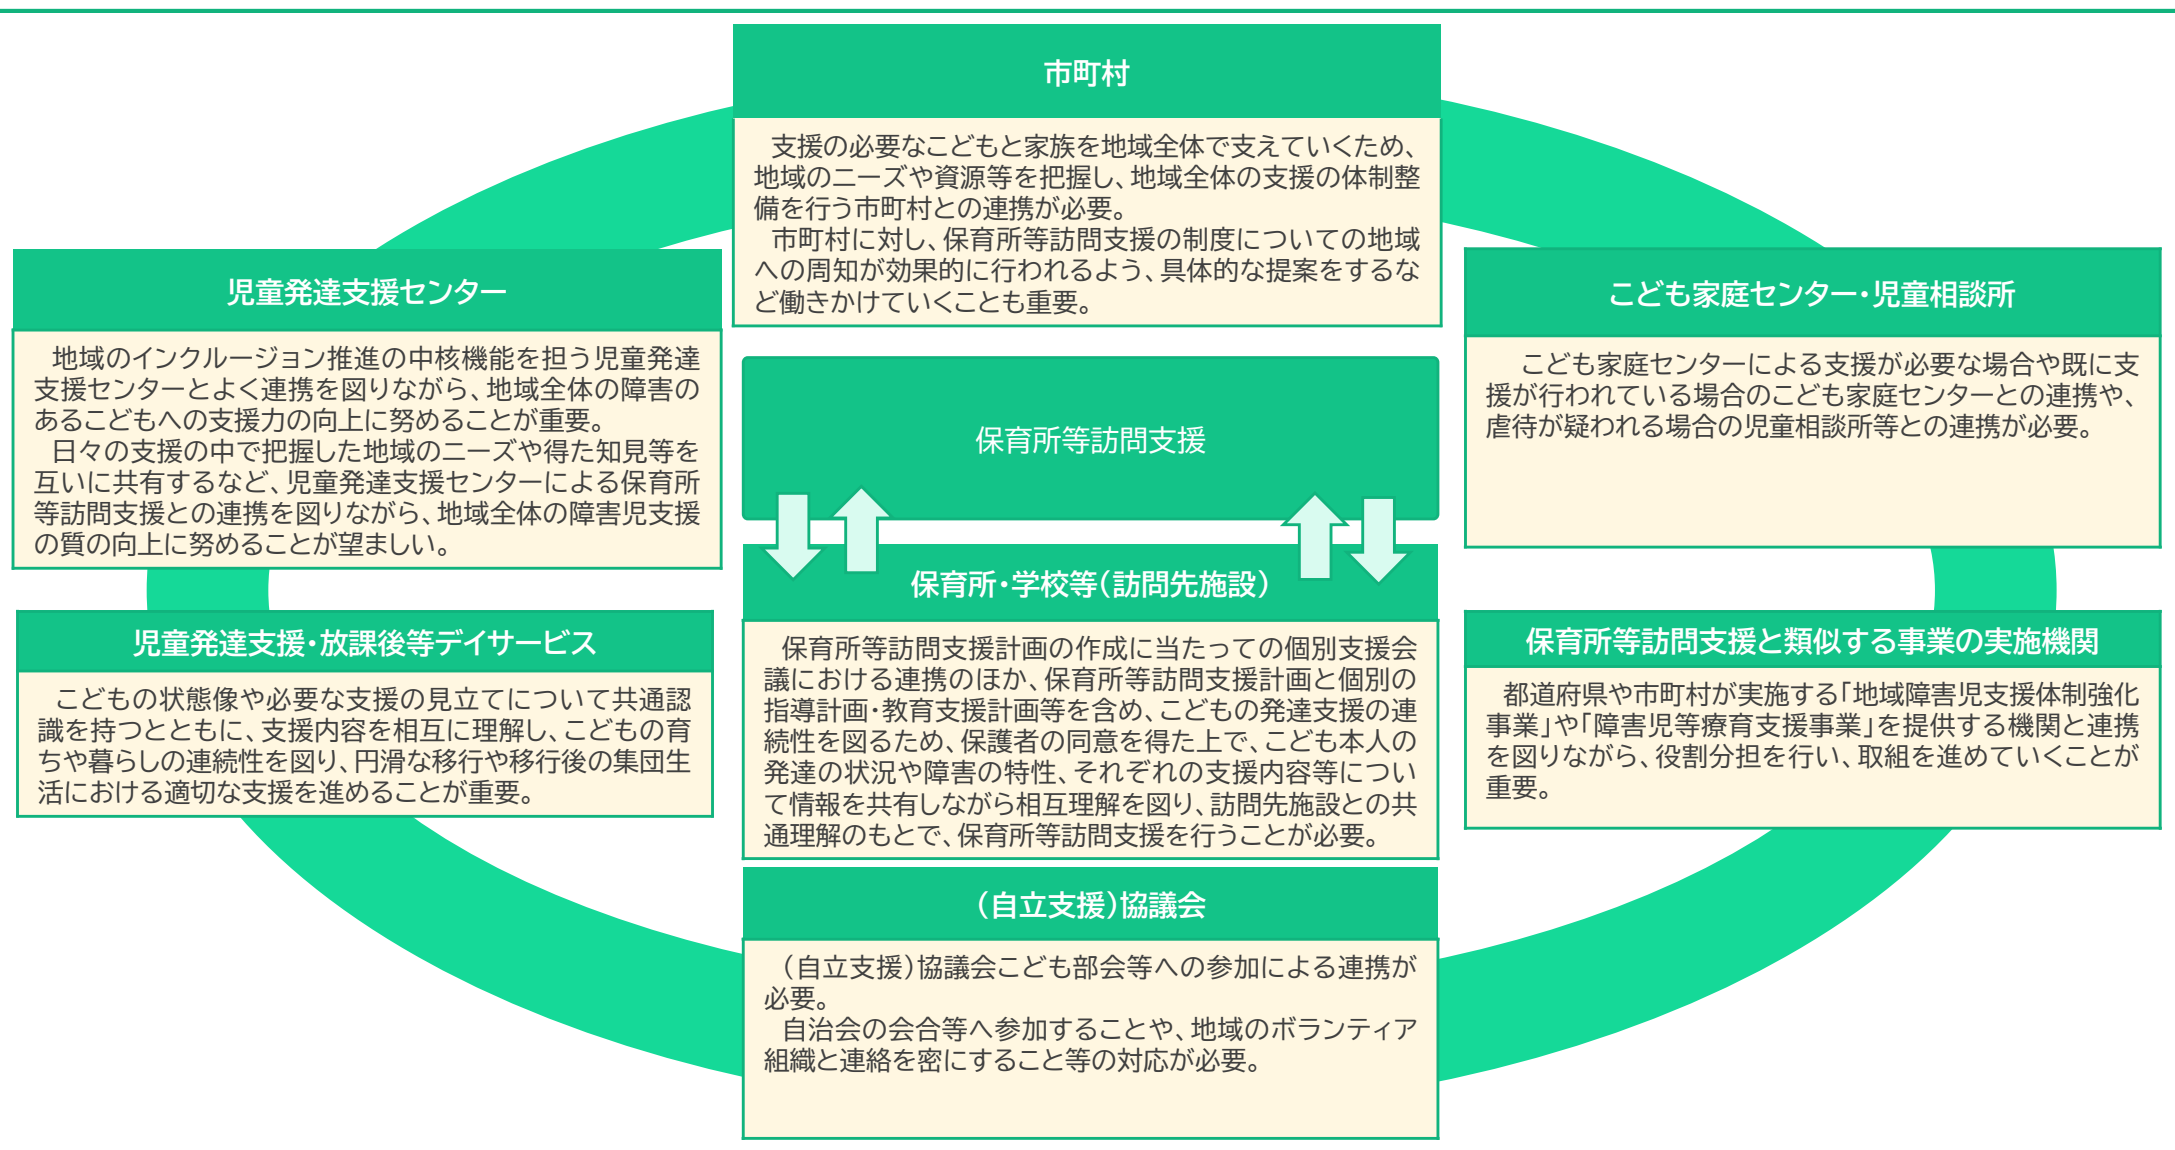 市町村
支援の必要なこどもと家族を地域全体で支えていくため、
地域のニーズや資源等を把握し、地域全体の支援の体制整
備を行う市町村との連携が必要。
市町村に対し、保育所等訪問支援の制度についての地域
への周知が効果的に行われるよう、具体的な提案をするな
ど働きかけていくことも重要。
児童発達支援センター
地域のインクルージョン推進の中核機能を担う児童発達
支援センターとよく連携を図りながら、地域全体の障害の
あるこどもへの支援力の向上に努めることが重要。
日々の支援の中で把握した地域のニーズや得た知見等を
互いに共有するなど、児童発達支援センターによる保育所
等訪問支援との連携を図りながら、地域全体の障害児支援
の質の向上に努めることが望ましい。
こども家庭センター・児童相談所
こども家庭センターによる支援が必要な場合や既に支
援が行われている場合のこども家庭センターとの連携や、
虐待が疑われる場合の児童相談所等との連携が必要。
保育所等訪問支援
保育所・学校等(訪問先施設)
保育所等訪問支援計画の作成に当たっての個別支援会
議における連携のほか、保育所等訪問支援計画と個別の
指導計画・教育支援計画等を含め、こどもの発達支援の連
続性を図るため、保護者の同意を得た上で、こども本人の
発達の状況や障害の特性、それぞれの支援内容等につい
て情報を共有しながら相互理解を図り、訪問先施設との共
通理解のもとで、保育所等訪問支援を行うことが必要。
児童発達支援・放課後等デイサービス
こどもの状態像や必要な支援の見立てについて共通認
識を持つとともに、支援内容を相互に理解し、こどもの育
ちや暮らしの連続性を図り、円滑な移行や移行後の集団生
活における適切な支援を進めることが重要。
保育所等訪問支援と類似する事業の実施機関
都道府県や市町村が実施する「地域障害児支援体制強化
事業」や「障害児等療育支援事業」を提供する機関と連携
を図りながら、役割分担を行い、取組を進めていくことが
重要。
(自立支援)協議会
(自立支援)協議会こども部会等への参加による連携が
必要。
自治会の会合等へ参加することや、地域のボランティア
組織と連絡を密にすること等の対応が必要。